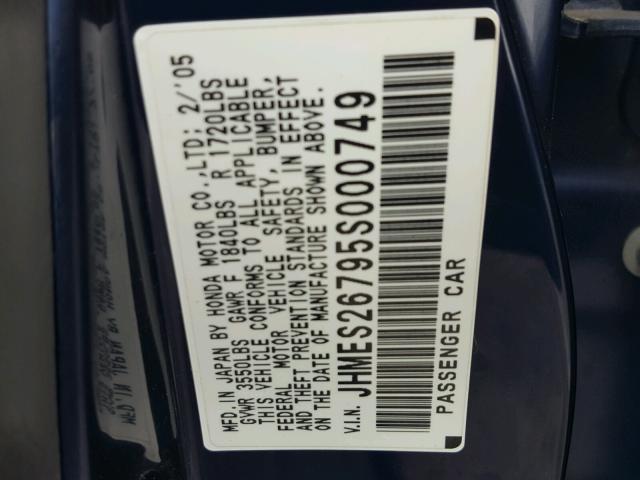 MFD. IN JAPAN BY HONDA MOTOR CO.,LTD; 2/'05
GVWR 3550LBS GAWR F 1840LBS R 1720LBS
THIS VEHICLE CONFORMS TO ALL APPLICABLE
FEDERAL MOTOR VEHICLE SAFETY, BUMPER,
AND THEFT PREVENTION STANDARDS IN EFFECT
ON THE DATE OF MANUFACTURE SHOWN ABOVE.
V.I.N. JHMES26795S000749
PASSENGER CAR